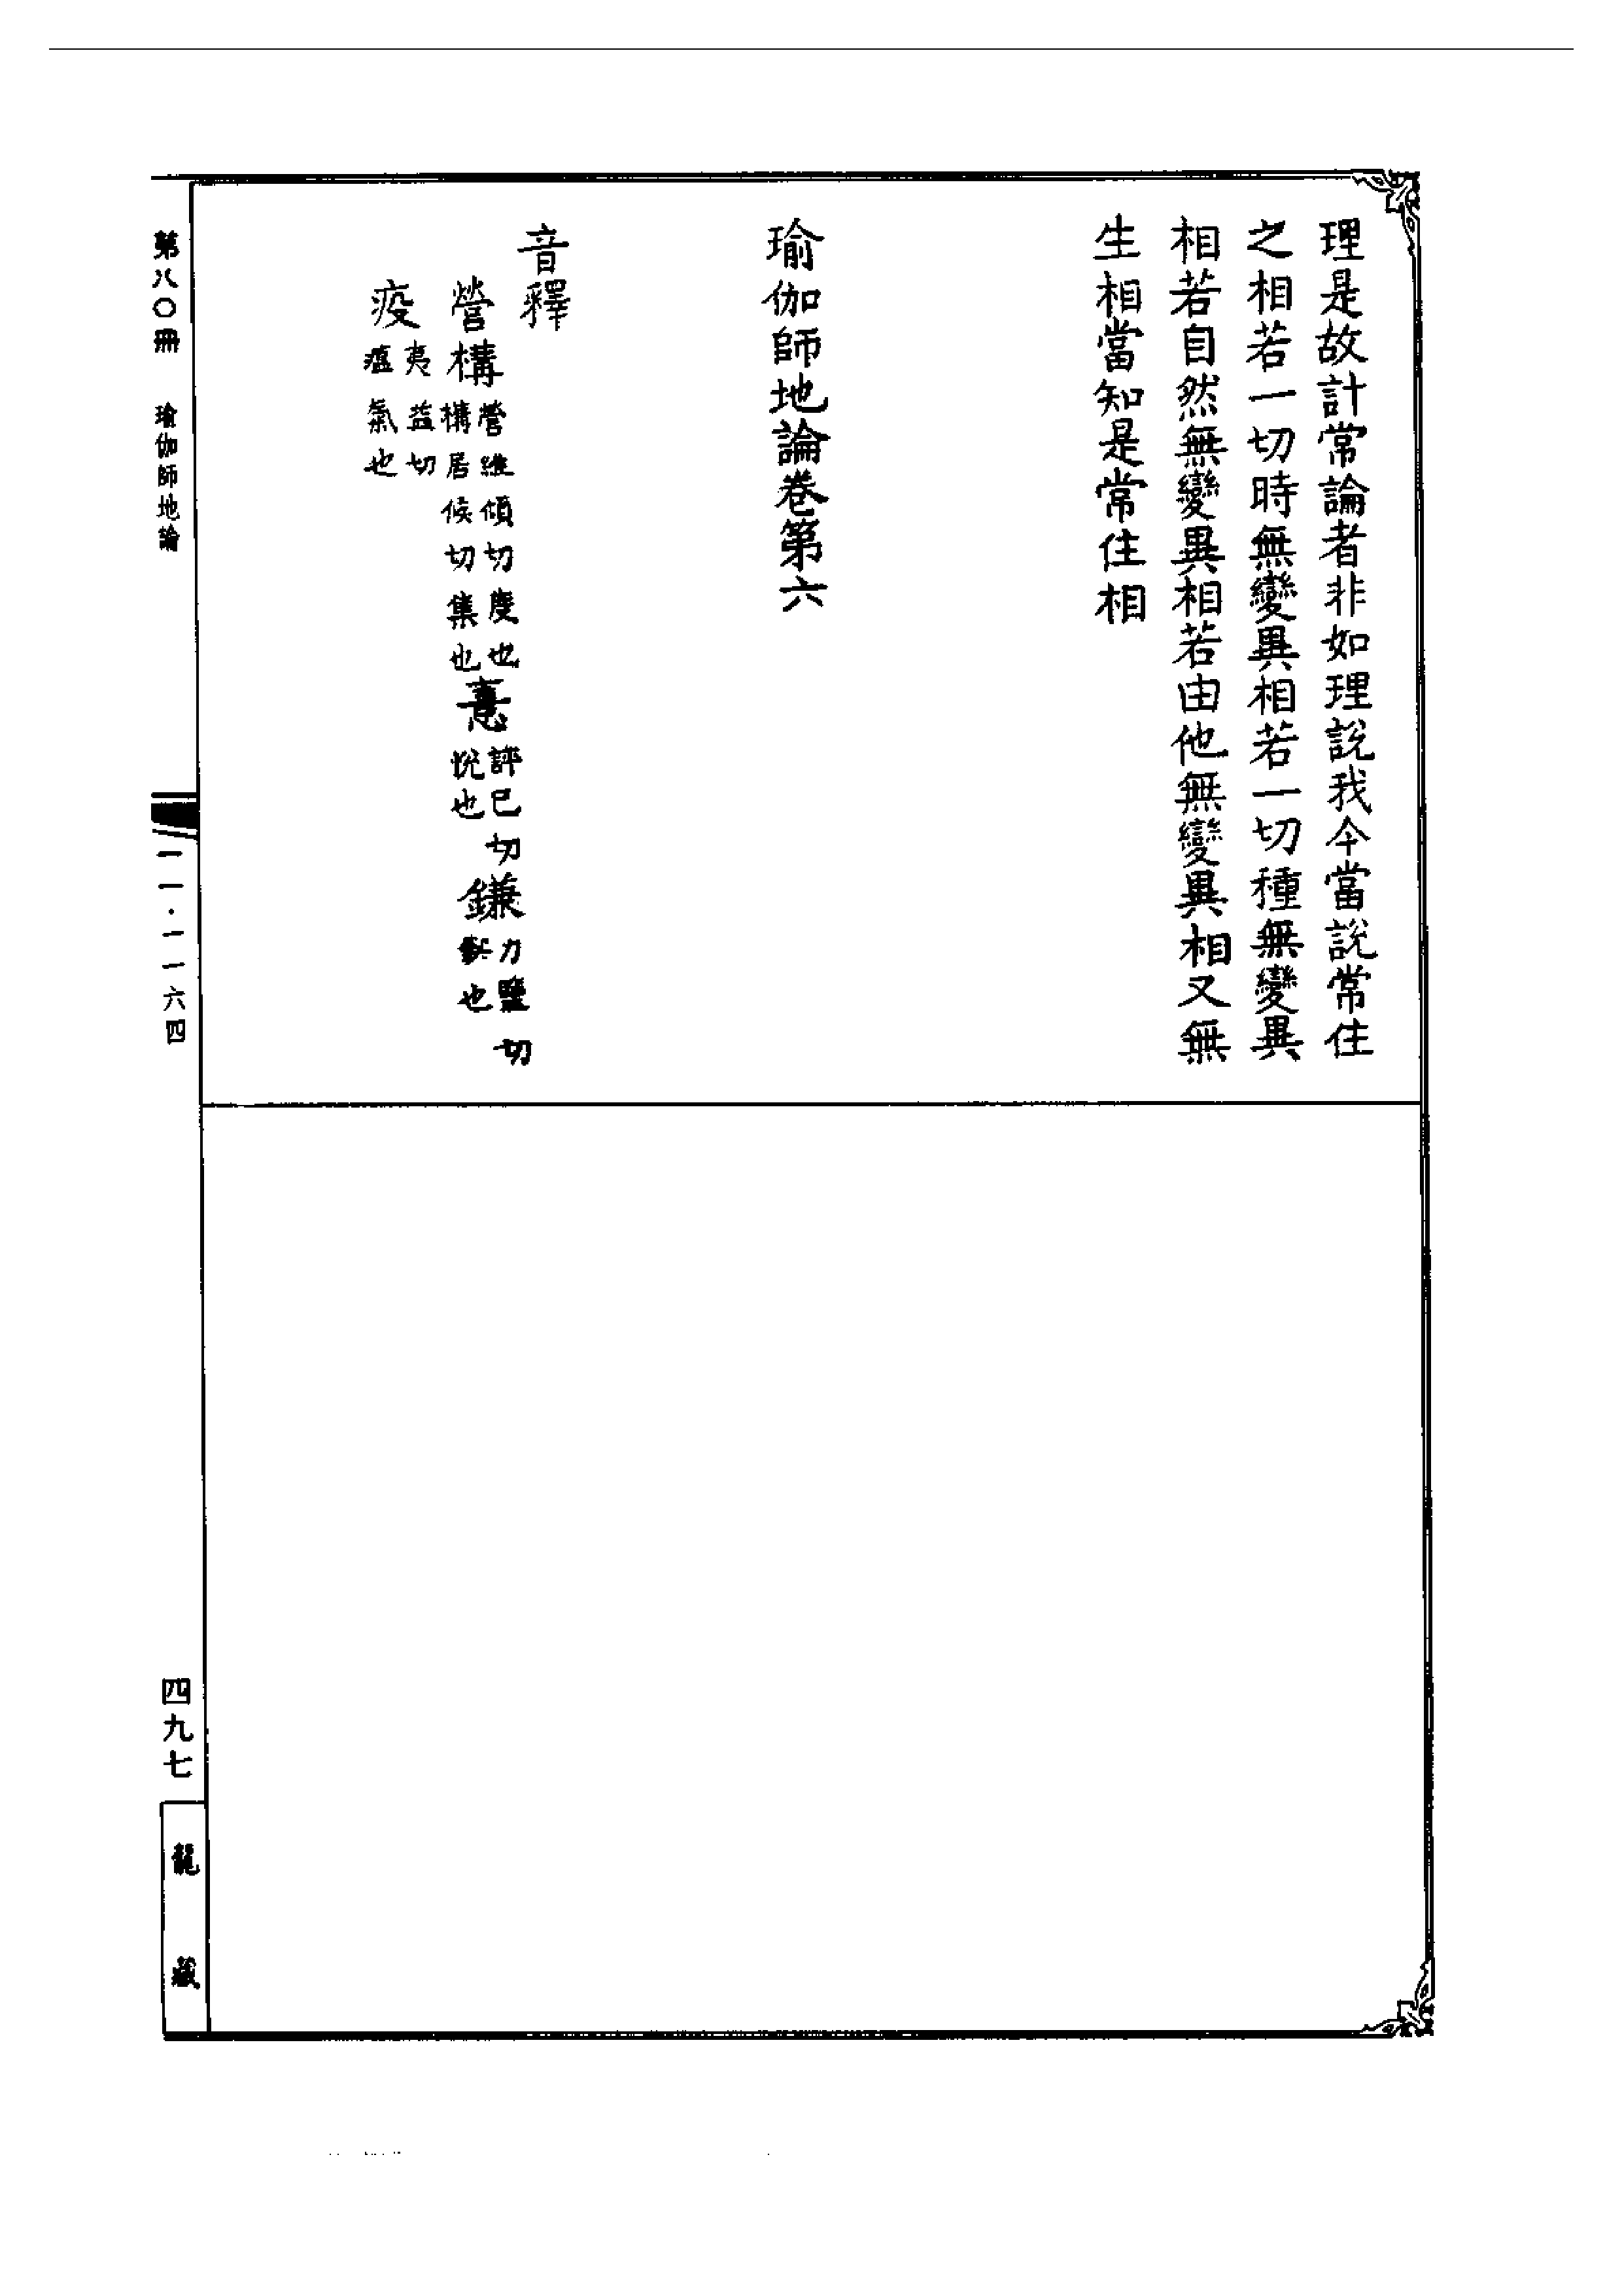 理是故計常論者非如理說我今當說常住
之相若一切時無變異相若一切種無變異
相若自然無變異相若由他無變異相又無
生相當知是常住相
瑜伽師地論卷第六
音釋
營構營維傾切度也構居候切集也憙許已切悅也鎌力鹽切也
疫夷益切瘟氣也
第八〇冊 瑜伽師地論
一一·一一六四
四九七
龍藏